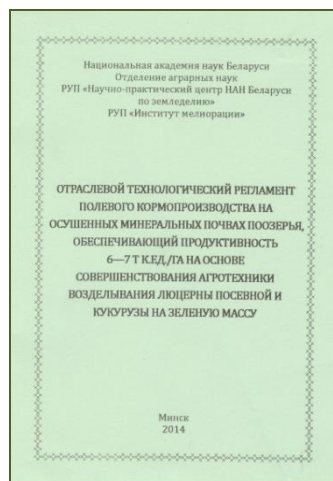 Национальная академия наук Беларуси
Отделение аграрных наук
РУП «Научно-практический центр НАН Беларуси
по земледелию»
РУП «Институт мелиорации»
ОТРАСЛЕВОЙ ТЕХНОЛОГИЧЕСКИЙ РЕГЛАМЕНТ
ПОЛЕВОГО КОРМОПРОИЗВОДСТВА НА
ОСУШЕННЫХ МИНЕРАЛЬНЫХ ПОЧВАХ ПООЗЕРЬЯ,
ОБЕСПЕЧИВАЮЩИЙ ПРОДУКТИВНОСТЬ
6—7 Т К.ЕД./ГА НА ОСНОВЕ
СОВЕРШЕНСТВОВАНИЯ АГРОТЕХНИКИ
ВОЗДЕЛЫВАНИЯ ЛЮЦЕРНЫ ПОСЕВНОЙ И
КУКУРУЗЫ НА ЗЕЛЕНУЮ МАССУ
Минск
2014